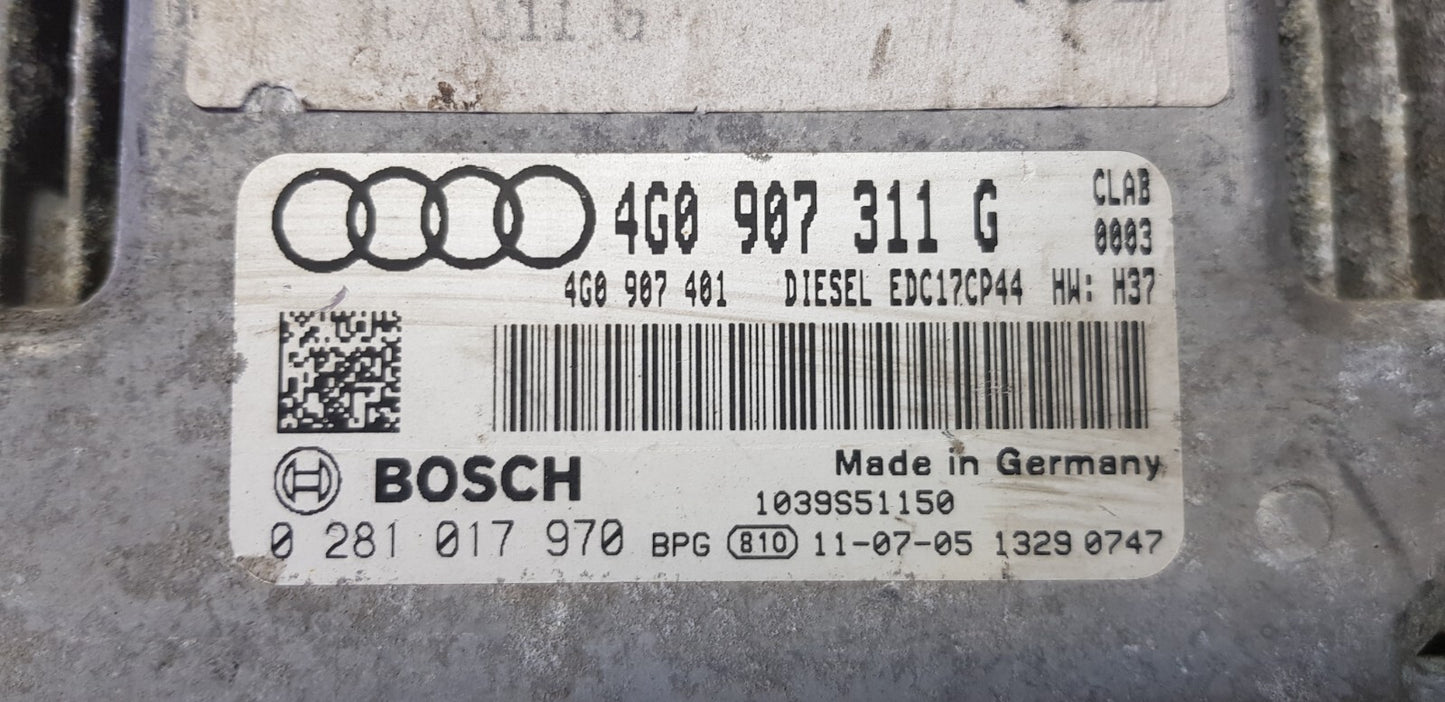 311 G
4G0 907 311 G CLAB
0003
4G0 907 401 DIESEL EDC17CP44 HW: H37
BOSCH Made in Germany
1039S51150
0 281 017 970 BPG 810 11-07-05 1329 0747